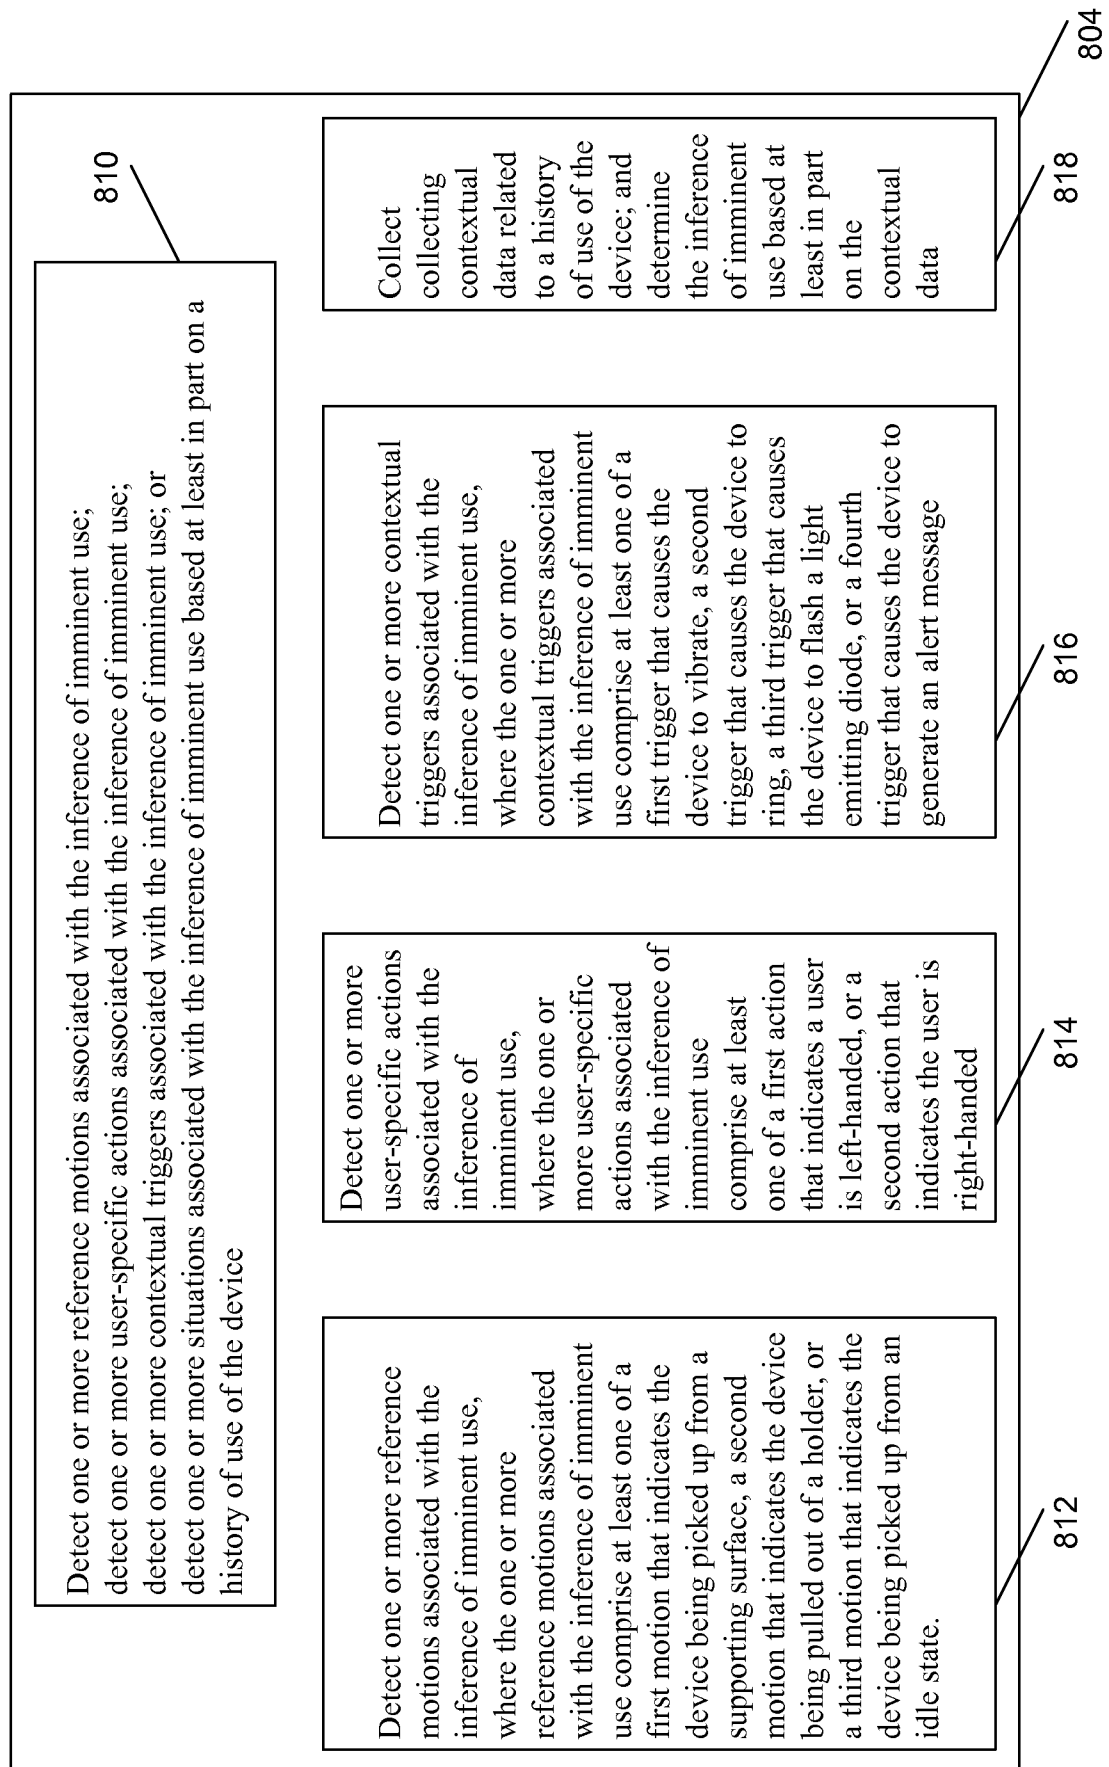 Detect one or more reference motions associated with the inference of imminent use;
detect one or more user-specific actions associated with the inference of imminent use;
detect one or more contextual triggers associated with the inference of imminent use; or
detect one or more situations associated with the inference of imminent use based at least in part on a
history of use of the device
810
Detect one or more reference
motions associated with the
inference of imminent use,
where the one or more
reference motions associated
with the inference of imminent
use comprise at least one of a
first motion that indicates the
device being picked up from a
supporting surface, a second
motion that indicates the device
being pulled out of a holder, or
a third motion that indicates the
device being picked up from an
idle state.
812
Detect one or more
user-specific actions
associated with the
inference of
imminent use,
where the one or
more user-specific
actions associated
with the inference of
imminent use
comprise at least
one of a first action
that indicates a user
is left-handed, or a
second action that
indicates the user is
right-handed
814
Detect one or more contextual
triggers associated with the
inference of imminent use,
where the one or more
contextual triggers associated
with the inference of imminent
use comprise at least one of a
first trigger that causes the
device to vibrate, a second
trigger that causes the device to
ring, a third trigger that causes
the device to flash a light
emitting diode, or a fourth
trigger that causes the device to
generate an alert message
816
Collect
collecting
contextual
data related
to a history
of use of the
device; and
determine
the inference
of imminent
use based at
least in part
on the
contextual
data
818
804